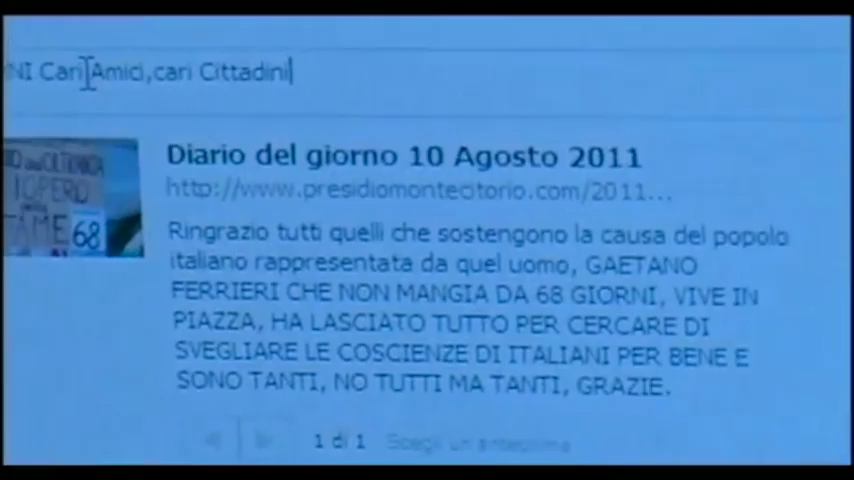 NI Cari Amici,cari Cittadini
Diario del giorno 10 Agosto 2011
http://www.presidiomontecitorio.com/2011...
Ringrazio tutti quelli che sostengono la causa del popolo
italiano rappresentata da quel uomo, GAETANO
FERRIERI CHE NON MANGIA DA 68 GIORNI, VIVE IN
PIAZZA, HA LASCIATO TUTTO PER CERCARE DI
SVEGLIARE LE COSCIENZE DI ITALIANI PER BENE E
SONO TANTI, NO TUTTI MA TANTI, GRAZIE.
68
1 di 1 Scegli un'anteprima